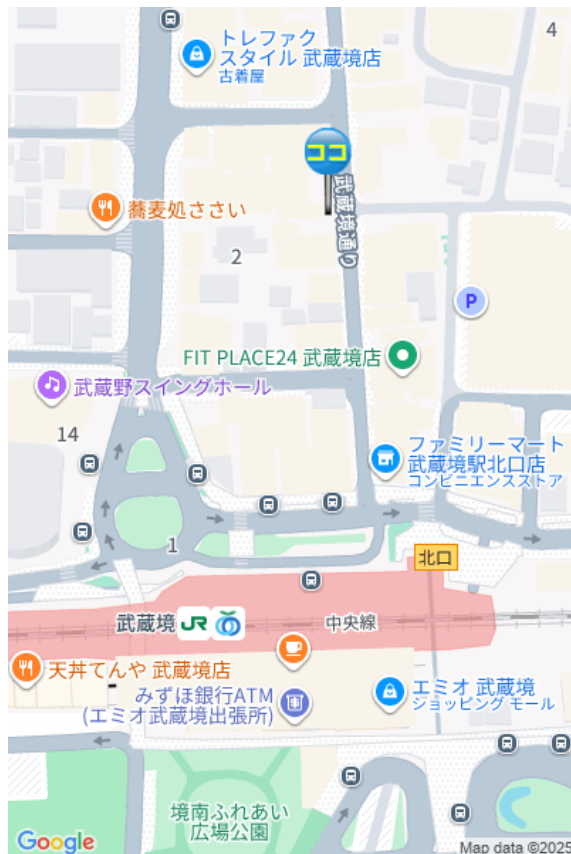 トレファク
スタイル 武蔵境店
古着屋
4
ココ
武蔵境通り
蕎麦処ささい
2
P
FIT PLACE24 武蔵境店
武蔵野スイングホール
14
ファミリーマート
武蔵境駅北口店
コンビニエンスストア
1
北口
武蔵境 JR
中央線
天丼てんや 武蔵境店
みずほ銀行ATM
(エミオ武蔵境出張所)
エミオ 武蔵境
ショッピング モール
境南ふれあい
広場公園
Google
Map data ©2025